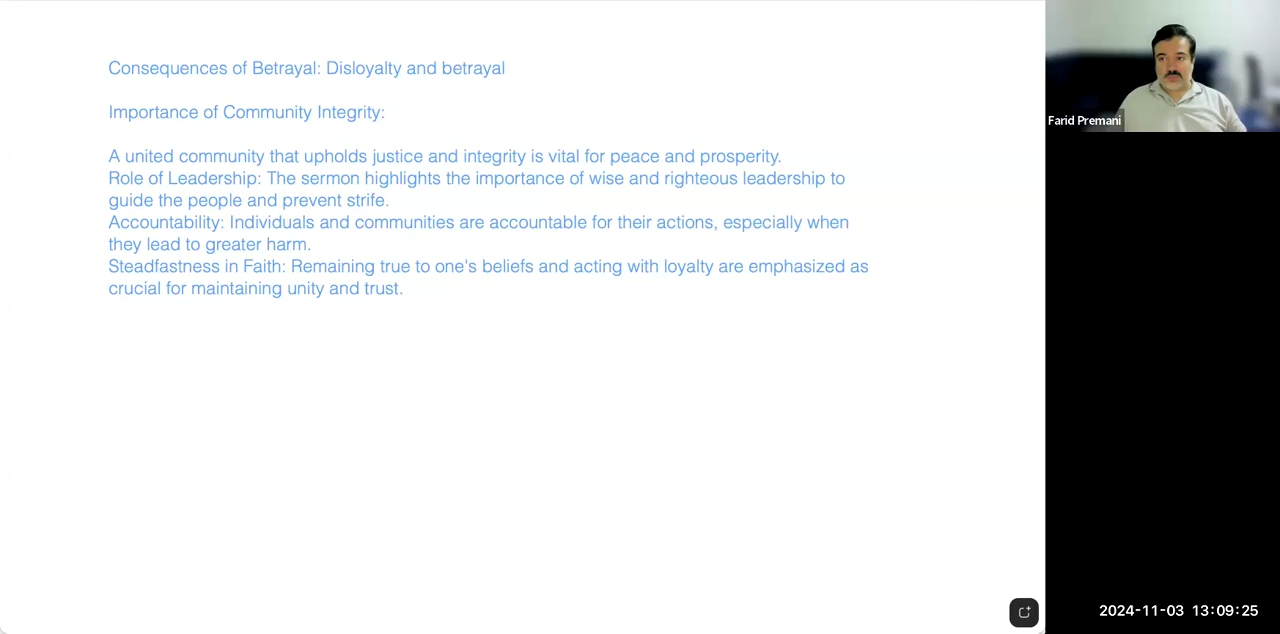 Consequences of Betrayal: Disloyalty and betrayal
Importance of Community Integrity:
A united community that upholds justice and integrity is vital for peace and prosperity.
Role of Leadership: The sermon highlights the importance of wise and righteous leadership to
guide the people and prevent strife.
Accountability: Individuals and communities are accountable for their actions, especially when
they lead to greater harm.
Steadfastness in Faith: Remaining true to one's beliefs and acting with loyalty are emphasized as
crucial for maintaining unity and trust.
Farid Premani
2024-11-03 13:09:25